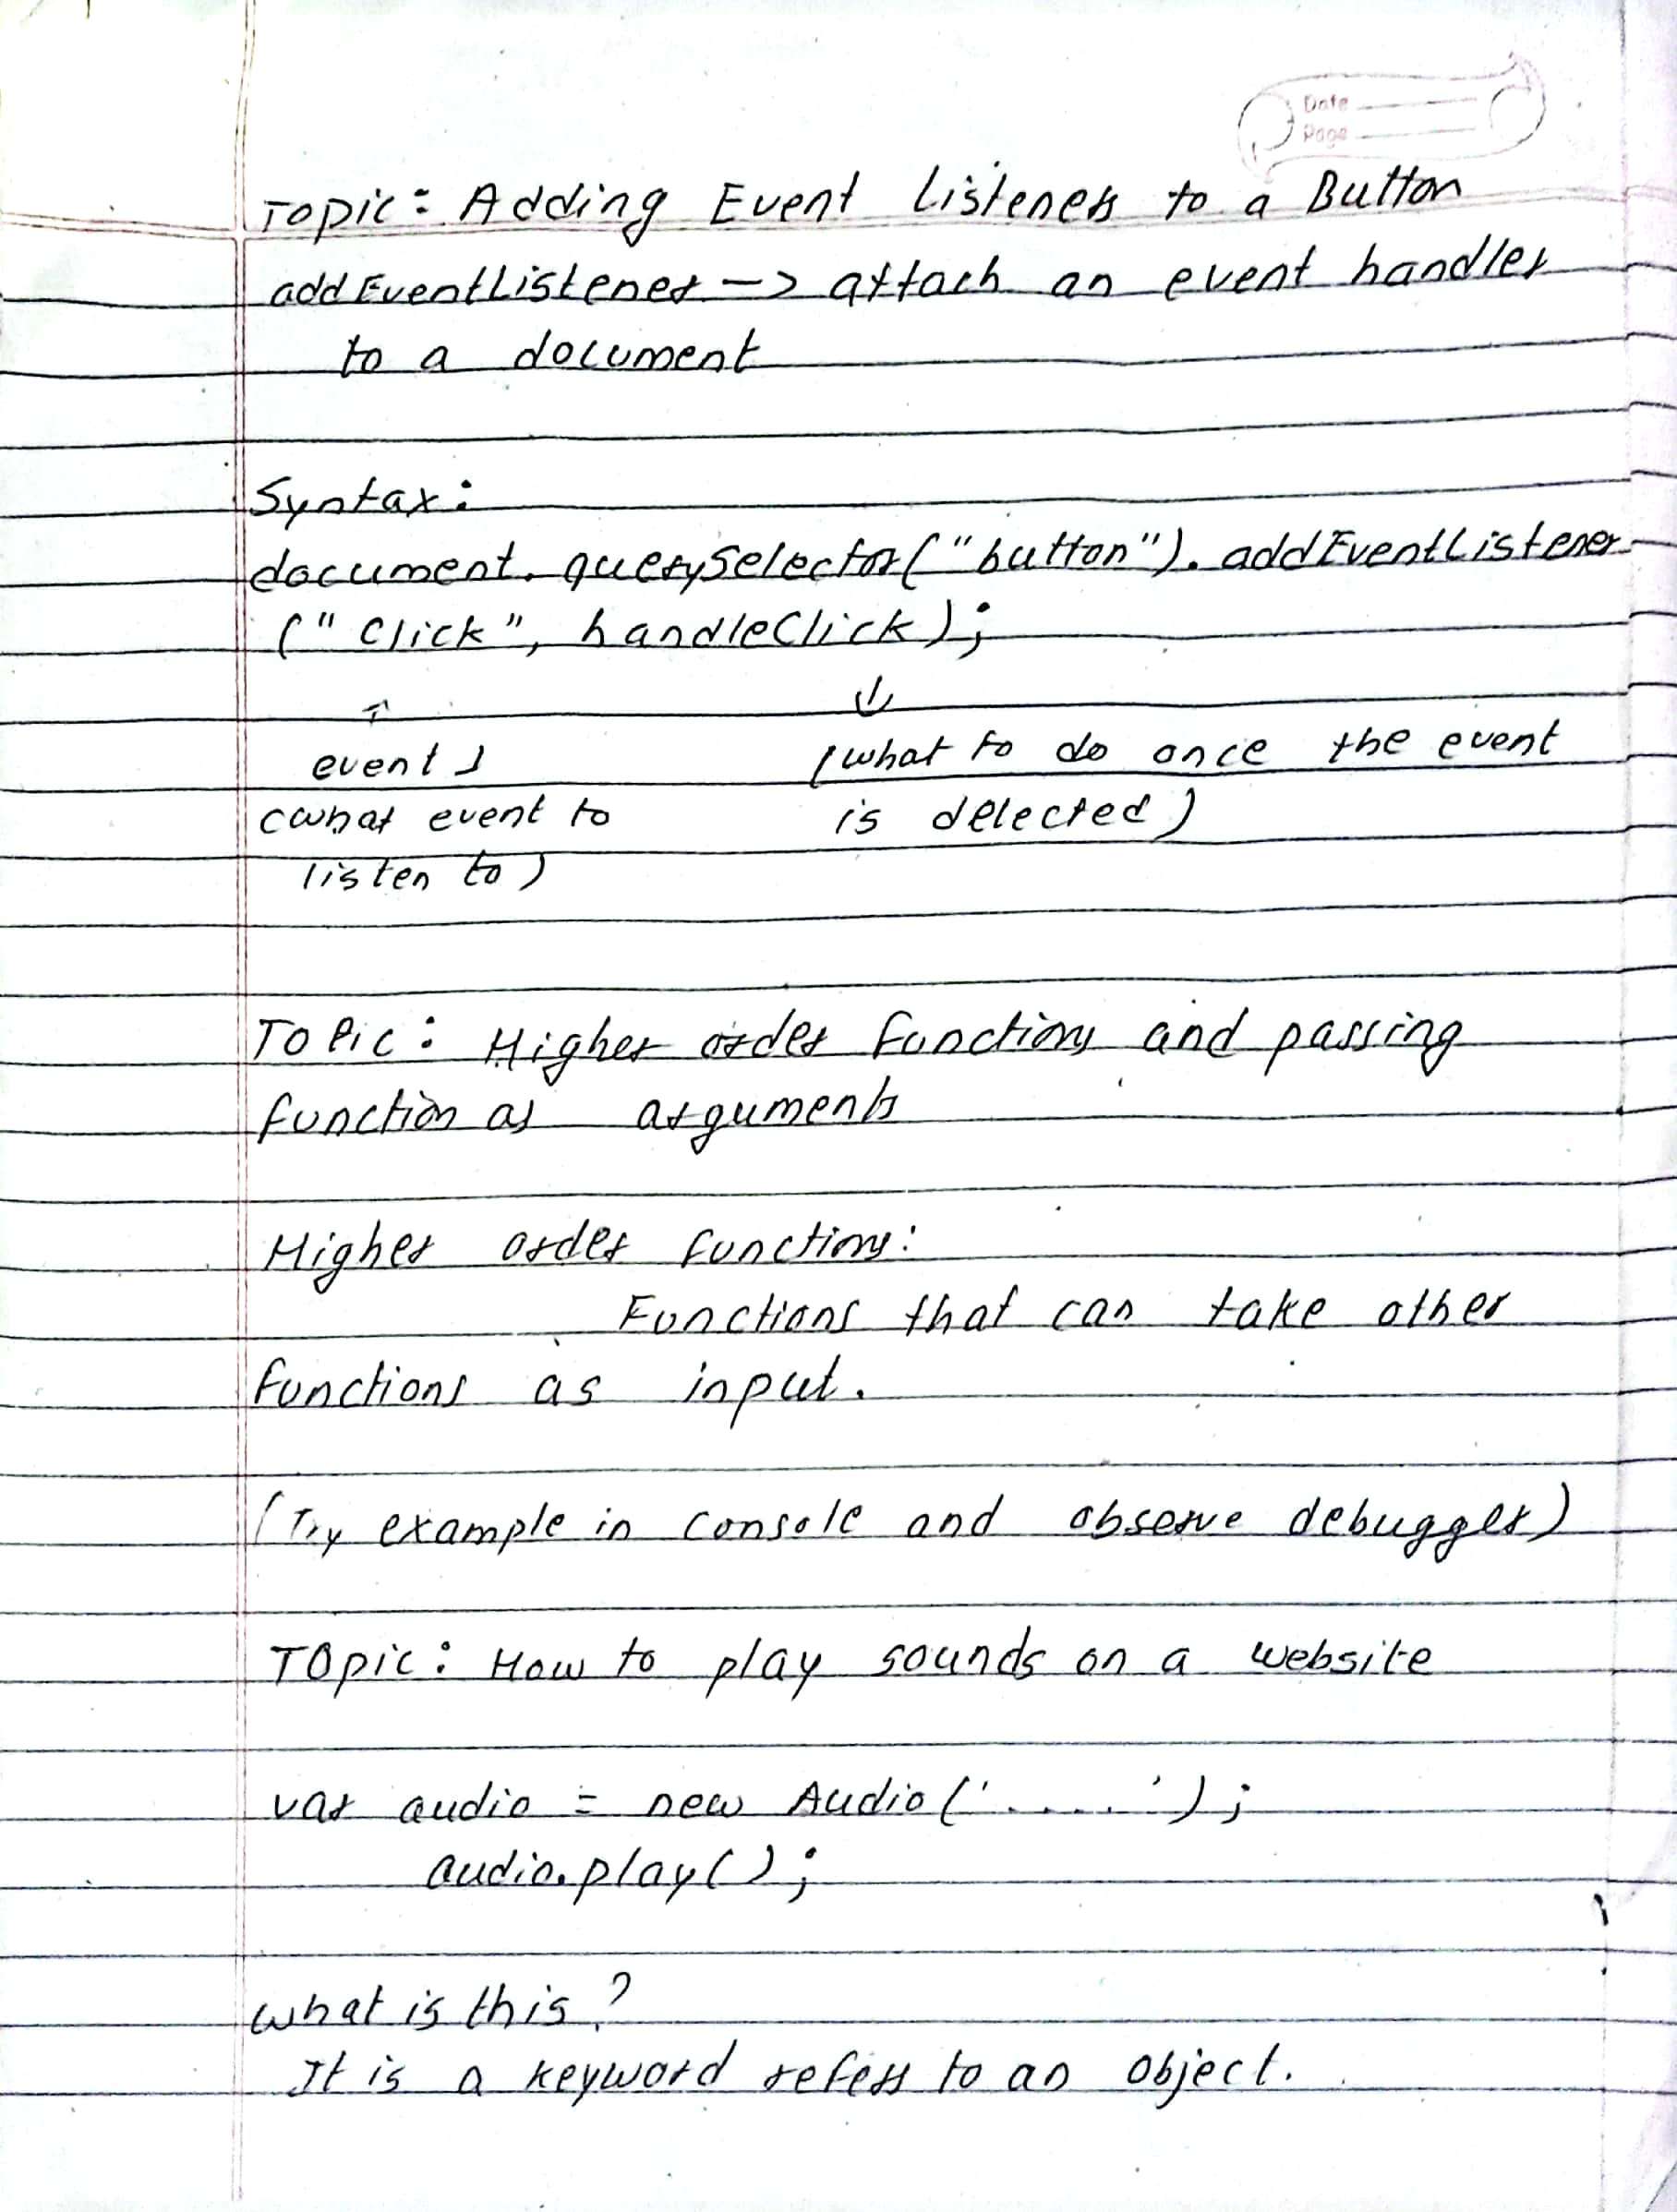 Date
Page
Topic: Adding Event Listeners to a Button
addEventListener -> attach an event handler
to a document
Syntax:
document.querySelector("button").addEventListener
("click", handleClick);
↑ ↓
event) (what to do once the event
(what event to is detected)
listen to)
Topic: Higher order functions and passing
function as arguments
Higher order functions:
Functions that can take other
functions as input.
(Try example in console and observe debugger)
Topic: How to play sounds on a website
var audio = new Audio('.....');
audio.play();
what is this?
It is a keyword refers to an object.